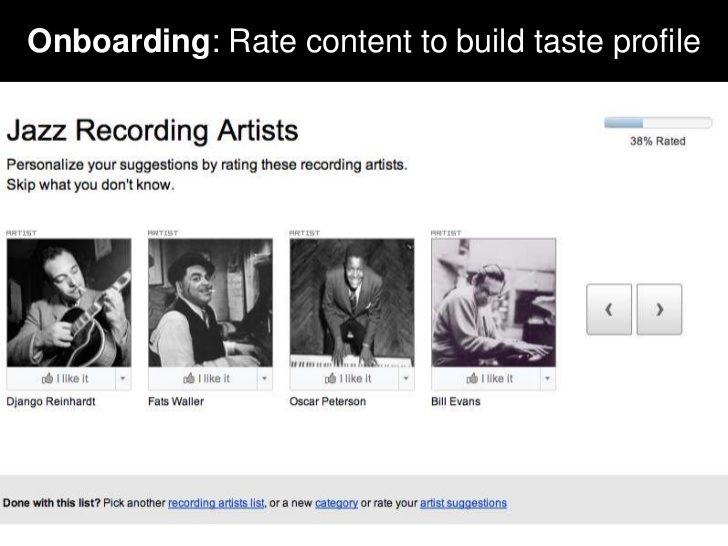 Onboarding: Rate content to build taste profile
Jazz Recording Artists
Personalize your suggestions by rating these recording artists.
Skip what you don't know.
38% Rated
ARTIST
ARTIST
ARTIST
ARTIST
I like it
I like it
I like it
I like it
Django Reinhardt
Fats Waller
Oscar Peterson
Bill Evans
Done with this list? Pick another recording artists list, or a new category or rate your artist suggestions